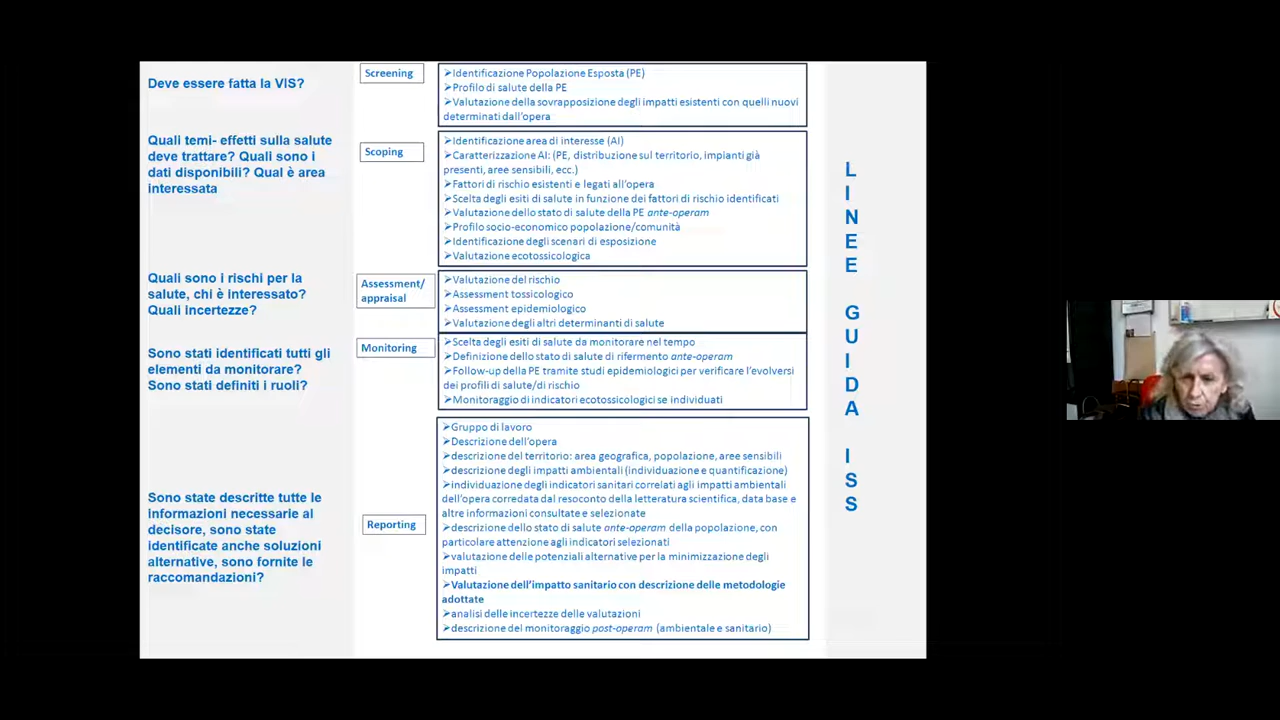 Deve essere fatta la VIS?
Screening
➢Identificazione Popolazione Esposta (PE)
➢Profilo di salute della PE
➢Valutazione della sovrapposizione degli impatti esistenti con quelli nuovi
determinati dall'opera
Quali temi- effetti sulla salute
deve trattare? Quali sono i
dati disponibili? Qual è area
interessata
Scoping
➢Identificazione area di interesse (AI)
➢Caratterizzazione AI: (PE, distribuzione sul territorio, impianti già
presenti, aree sensibili, ecc.)
➢Fattori di rischio esistenti e legati all'opera
➢Scelta degli esiti di salute in funzione dei fattori di rischio identificati
➢Valutazione dello stato di salute della PE ante-operam
➢Profilo socio-economico popolazione/comunità
➢Identificazione degli scenari di esposizione
➢Valutazione ecotossicologica
Quali sono i rischi per la
salute, chi è interessato?
Quali incertezze?
Assessment/
appraisal
➢Valutazione del rischio
➢Assessment tossicologico
➢Assessment epidemiologico
➢Valutazione degli altri determinanti di salute
Sono stati identificati tutti gli
elementi da monitorare?
Sono stati definiti i ruoli?
Monitoring
➢Scelta degli esiti di salute da monitorare nel tempo
➢Definizione dello stato di salute di rifermento ante-operam
➢Follow-up della PE tramite studi epidemiologici per verificare l'evolversi
dei profili di salute/di rischio
➢Monitoraggio di indicatori ecotossicologici se individuati
Sono state descritte tutte le
informazioni necessarie al
decisore, sono state
identificate anche soluzioni
alternative, sono fornite le
raccomandazioni?
Reporting
➢Gruppo di lavoro
➢Descrizione dell'opera
➢descrizione del territorio: area geografica, popolazione, aree sensibili
➢descrizione degli impatti ambientali (individuazione e quantificazione)
➢individuazione degli indicatori sanitari correlati agli impatti ambientali
dell'opera corredata dal resoconto della letteratura scientifica, data base e
altre informazioni consultate e selezionate
➢descrizione dello stato di salute ante-operam della popolazione, con
particolare attenzione agli indicatori selezionati
➢valutazione delle potenziali alternative per la minimizzazione degli
impatti
➢Valutazione dell'impatto sanitario con descrizione delle metodologie
adottate
➢analisi delle incertezze delle valutazioni
➢descrizione del monitoraggio post-operam (ambientale e sanitario)
L
I
N
E
E
G
U
I
D
A
I
S
S